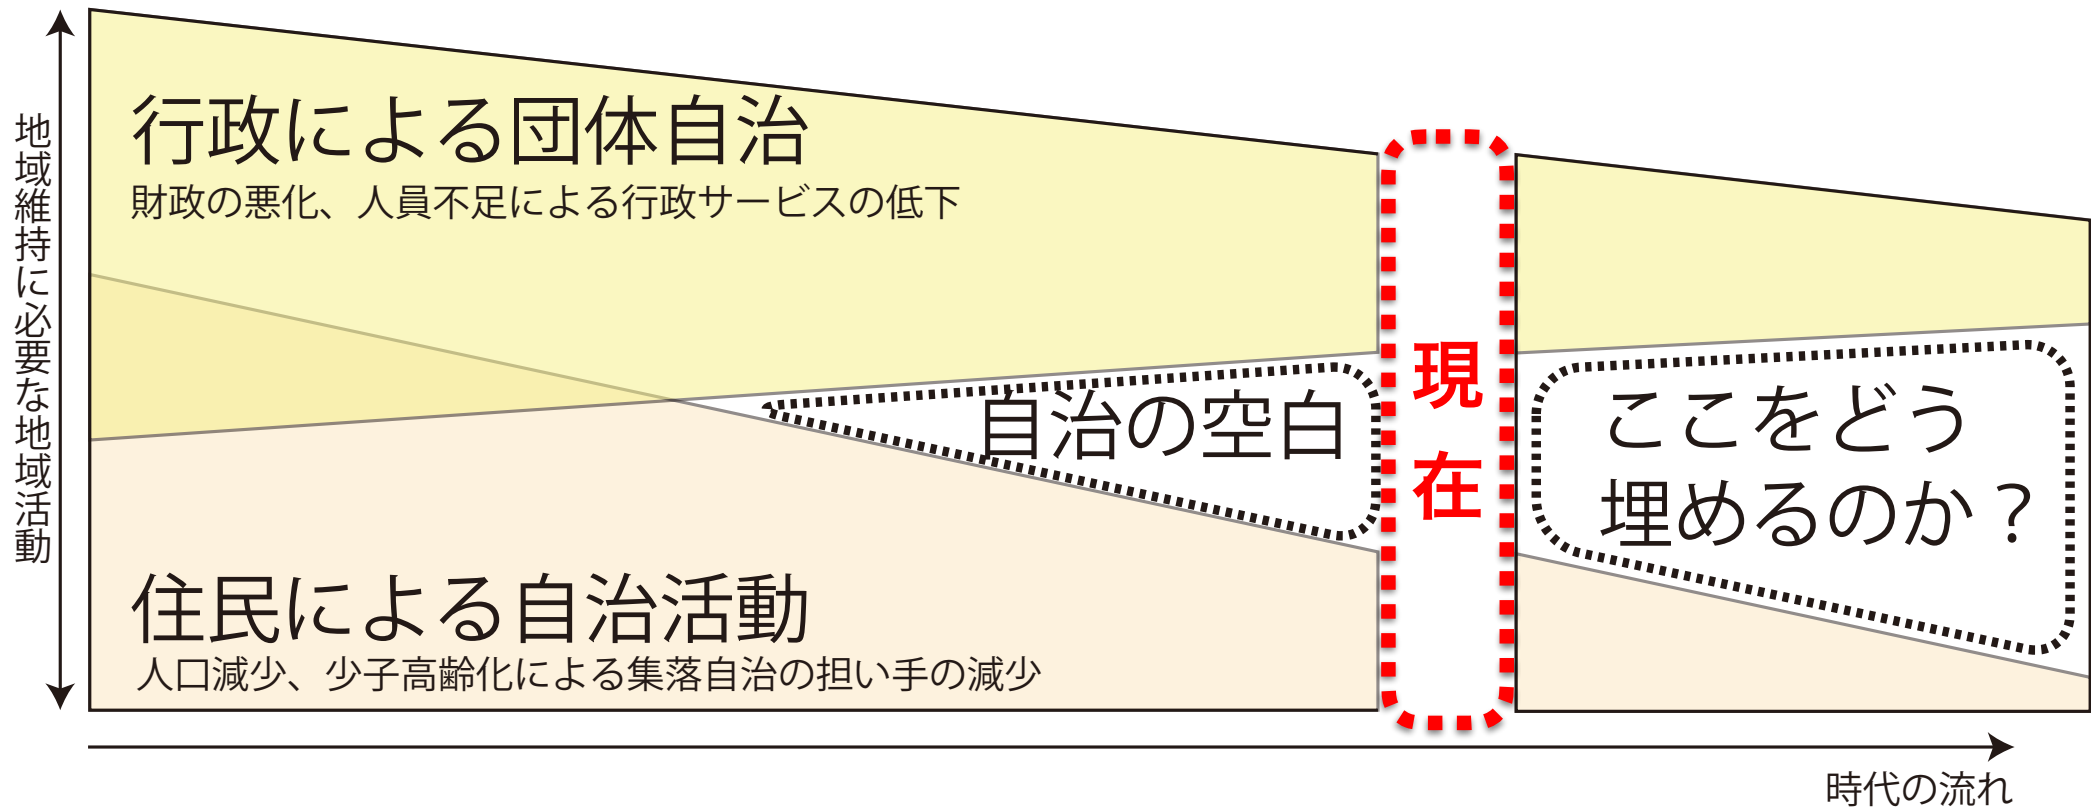 地域維持に必要な地域活動
行政による団体自治
財政の悪化、人員不足による行政サービスの低下
自治の空白
住民による自治活動
人口減少、少子高齢化による集落自治の担い手の減少
現在
ここをどう
埋めるのか？
時代の流れ